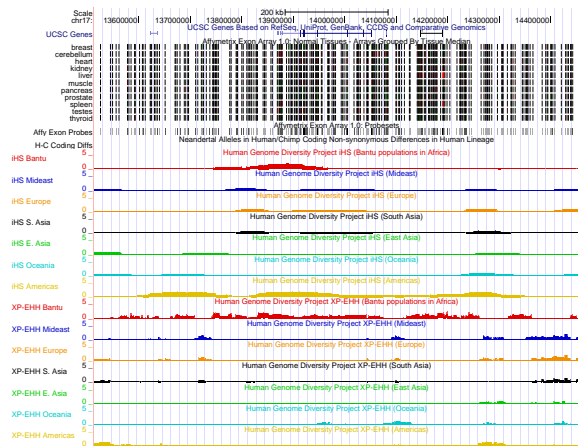 Scale 200 kb
chr17: 13600000 13700000 13800000 13900000 14000000 14100000 14200000 14300000 14400000
UCSC Genes Based on RefSeq, UniProt, GenBank, CCDS and Comparative Genomics
UCSC Genes
Affymetrix Exon Array 1.0: Normal Tissues - Arrays Grouped By Tissue Median
breast
cerebellum
heart
kidney
liver
muscle
pancreas
prostate
spleen
testes
thyroid
Affymetrix Exon Array 1.0: Probesets
Affy Exon Probes
Neandertal Alleles in Human/Chimp Coding Non-synonymous Differences in Human Lineage
H-C Coding Diffs
Human Genome Diversity Project iHS (Bantu populations in Africa)
5
iHS Bantu
0
Human Genome Diversity Project iHS (Mideast)
5
iHS Mideast
0
Human Genome Diversity Project iHS (Europe)
5
iHS Europe
0
Human Genome Diversity Project iHS (South Asia)
5
iHS S. Asia
0
Human Genome Diversity Project iHS (East Asia)
5
iHS E. Asia
0
Human Genome Diversity Project iHS (Oceania)
5
iHS Oceania
0
Human Genome Diversity Project iHS (Americas)
5
iHS Americas
0
Human Genome Diversity Project XP-EHH (Bantu populations in Africa)
5
XP-EHH Bantu
0
Human Genome Diversity Project XP-EHH (Mideast)
5
XP-EHH Mideast
0
Human Genome Diversity Project XP-EHH (Europe)
5
XP-EHH Europe
0
Human Genome Diversity Project XP-EHH (South Asia)
5
XP-EHH S. Asia
0
Human Genome Diversity Project XP-EHH (East Asia)
5
XP-EHH E. Asia
0
Human Genome Diversity Project XP-EHH (Oceania)
5
XP-EHH Oceania
0
Human Genome Diversity Project XP-EHH (Americas)
5
XP-EHH Americas
0